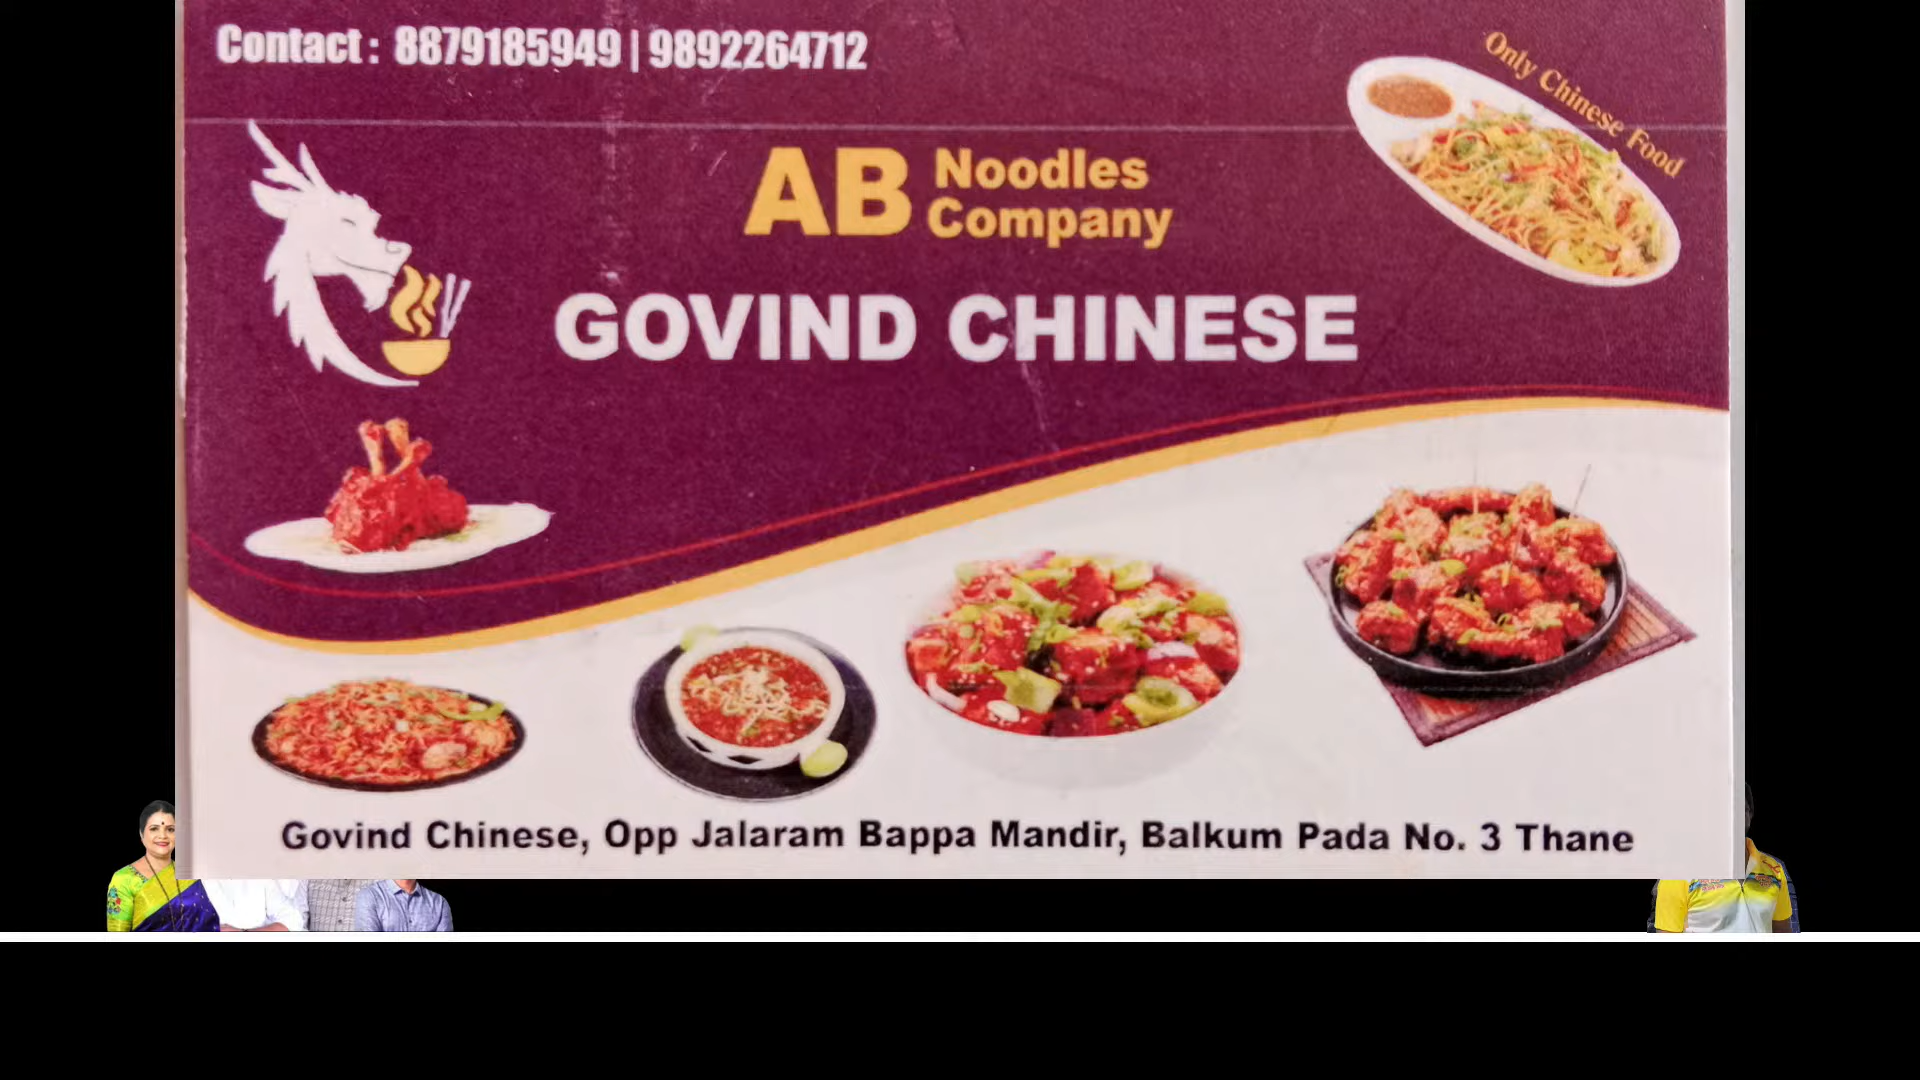 Contact : 8879185949 | 9892264712
Only Chinese Food
AB Noodles
Company
GOVIND CHINESE
Govind Chinese, Opp Jalaram Bappa Mandir, Balkum Pada No. 3 Thane